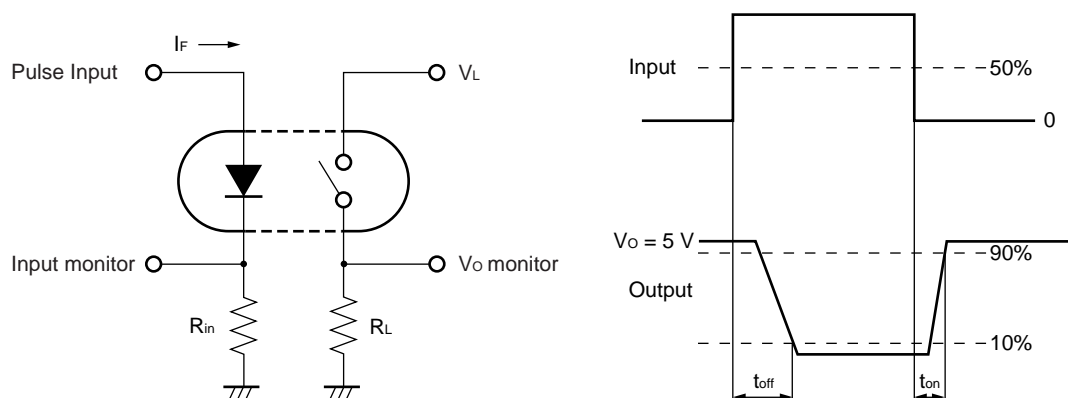 IF
Pulse Input
VL
Input monitor
VO monitor
Rin
RL
Input
50%
0
VO = 5 V
90%
Output
10%
toff
ton